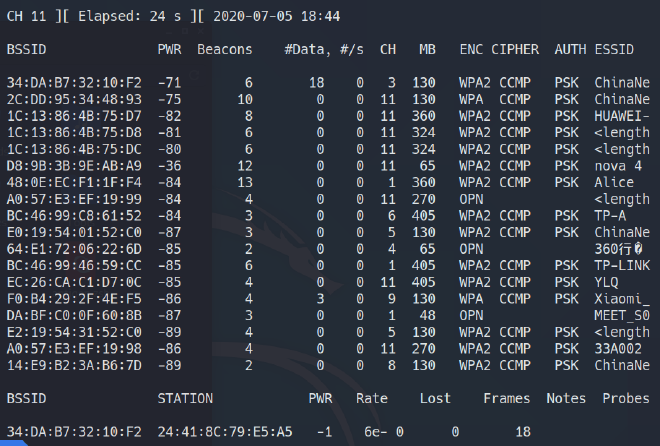 CH 11 ][ Elapsed: 24 s ][ 2020-07-05 18:44
BSSID PWR Beacons #Data, #/s CH MB ENC CIPHER AUTH ESSID
34:DA:B7:32:10:F2 -71 6 18 0 3 130 WPA2 CCMP PSK ChinaNe
2C:DD:95:34:48:93 -75 10 0 0 11 130 WPA CCMP PSK ChinaNe
1C:13:86:4B:75:D7 -82 8 0 0 11 360 WPA2 CCMP PSK HUAWEI-
1C:13:86:4B:75:D8 -81 6 0 0 11 324 WPA2 CCMP PSK <length
1C:13:86:4B:75:DC -80 6 0 0 11 324 WPA2 CCMP PSK <length
D8:9B:3B:9E:AB:A9 -36 12 0 0 11 65 WPA2 CCMP PSK nova 4
48:0E:EC:F1:1F:F4 -84 13 0 0 1 360 WPA2 CCMP PSK Alice
A0:57:E3:EF:19:99 -84 4 0 0 11 270 OPN <length
BC:46:99:C8:61:52 -84 3 0 0 6 405 WPA2 CCMP PSK TP-A
E0:19:54:01:52:C0 -87 3 0 0 5 130 WPA2 CCMP PSK ChinaNe
64:E1:72:06:22:6D -85 2 0 0 4 65 OPN 360行�
BC:46:99:46:59:CC -85 6 0 0 1 405 WPA2 CCMP PSK TP-LINK
EC:26:CA:C1:D7:0C -85 4 0 0 11 405 WPA2 CCMP PSK YLQ
F0:B4:29:2F:4E:F5 -86 4 3 0 9 130 WPA CCMP PSK Xiaomi_
DA:BF:C0:0F:60:8B -87 3 0 0 1 48 OPN MEET_S0
E2:19:54:31:52:C0 -89 4 0 0 5 130 WPA2 CCMP PSK <length
A0:57:E3:EF:19:98 -86 4 0 0 11 270 WPA2 CCMP PSK 33A002
14:E9:B2:3A:B6:7D -89 2 0 0 8 130 WPA2 CCMP PSK ChinaNe
BSSID STATION PWR Rate Lost Frames Notes Probes
34:DA:B7:32:10:F2 24:41:8C:79:E5:A5 -1 6e- 0 0 18